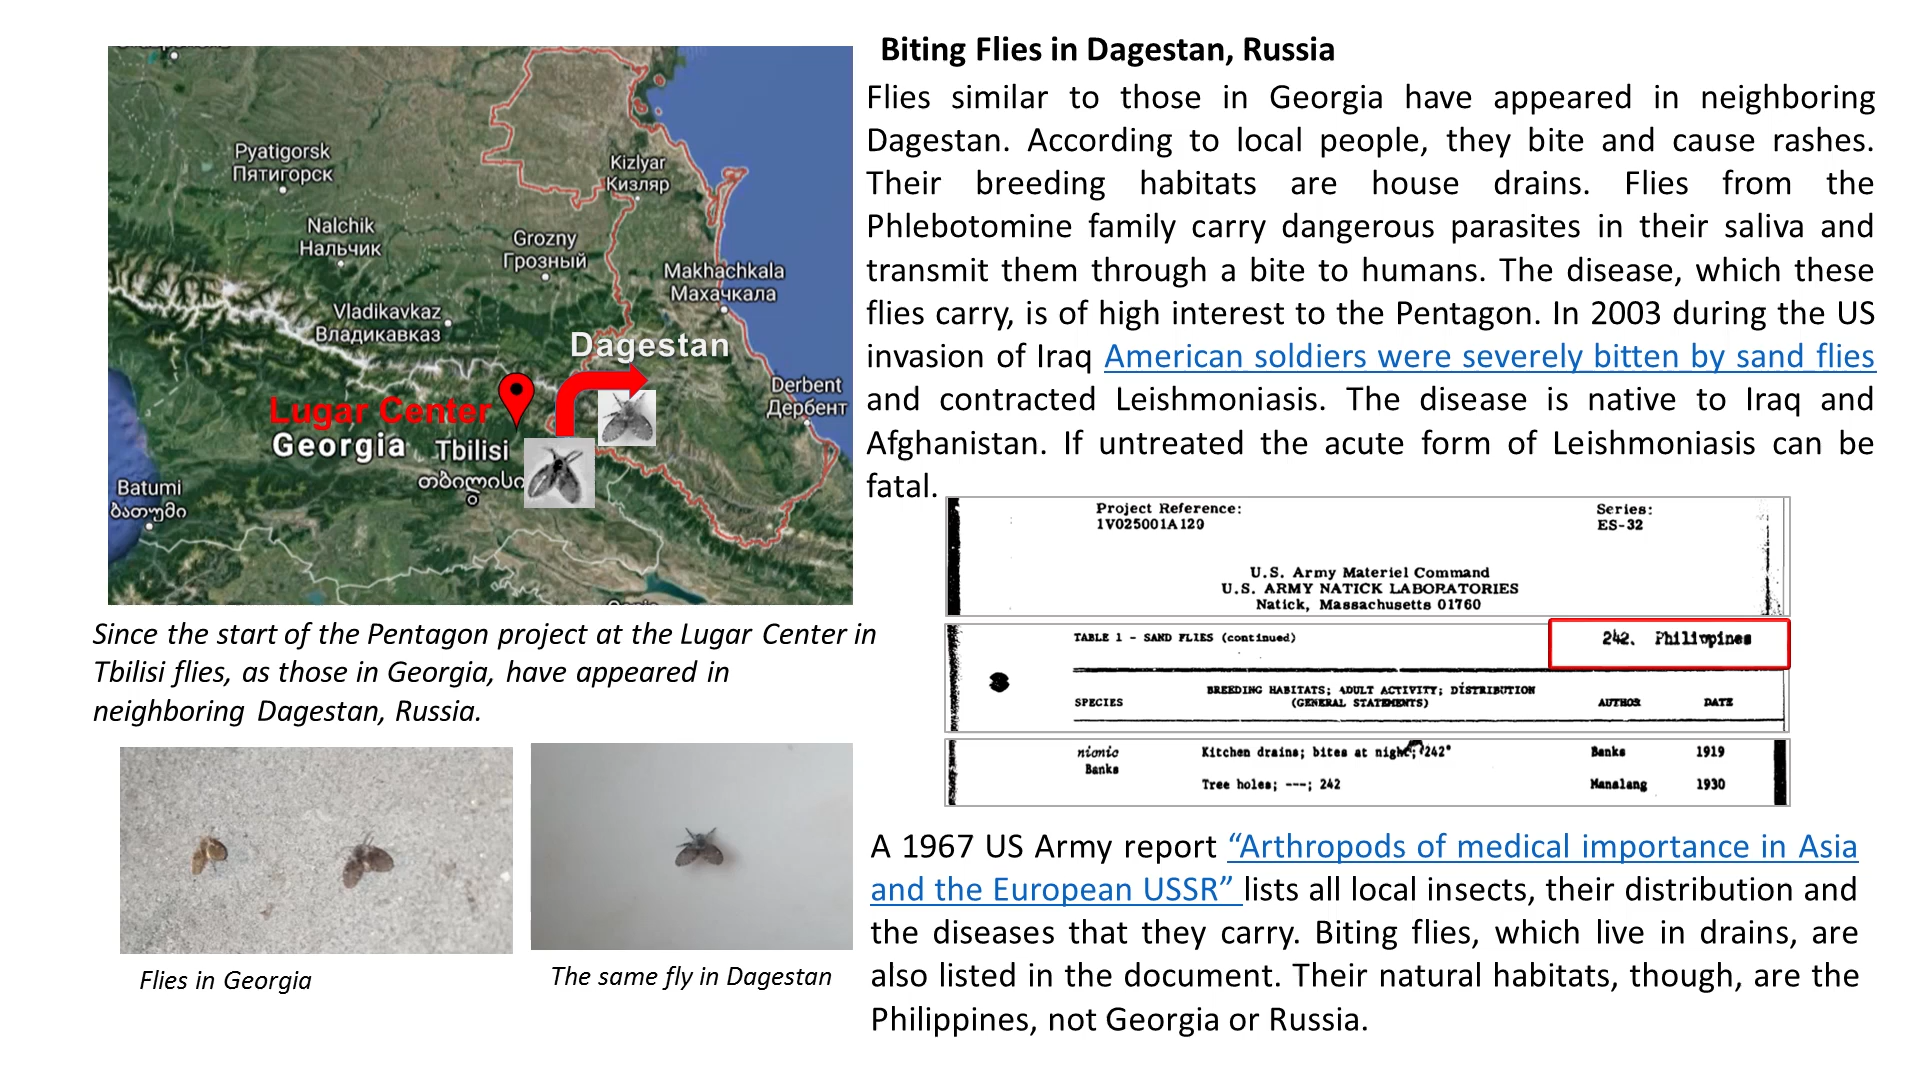 Pyatigorsk
Пятигорск
Kizlyar
Кизляр
Nalchik
Нальчик
Grozny
Грозный
Makhachkala
Махачкала
Vladikavkaz
Владикавказ
Dagestan
Derbent
Дербент
Lugar Center
Georgia
Tbilisi
თბილისი
Batumi
ბათუმი
Since the start of the Pentagon project at the Lugar Center in
Tbilisi flies, as those in Georgia, have appeared in
neighboring Dagestan, Russia.
Flies in Georgia
The same fly in Dagestan
Biting Flies in Dagestan, Russia
Flies similar to those in Georgia have appeared in neighboring
Dagestan. According to local people, they bite and cause rashes.
Their breeding habitats are house drains. Flies from the
Phlebotomine family carry dangerous parasites in their saliva and
transmit them through a bite to humans. The disease, which these
flies carry, is of high interest to the Pentagon. In 2003 during the US
invasion of Iraq American soldiers were severely bitten by sand flies
and contracted Leishmoniasis. The disease is native to Iraq and
Afghanistan. If untreated the acute form of Leishmoniasis can be
fatal.
Project Reference: Series:
1V025001A129 ES-32
U.S. Army Materiel Command
U.S. ARMY NATICK LABORATORIES
Natick, Massachusetts 01760
TABLE 1 - SAND FLIES (continued) 242. Philippines
BREEDING HABITATS; ADULT ACTIVITY; DISTRIBUTION
SPECIES (GENERAL STATEMENTS) AUTHOR DATE
nionic Kitchen drains; bites at night; 242* Banks 1919
Banks
Tree holes; ---; 242 Manalang 1930
A 1967 US Army report “Arthropods of medical importance in Asia
and the European USSR” lists all local insects, their distribution and
the diseases that they carry. Biting flies, which live in drains, are
also listed in the document. Their natural habitats, though, are the
Philippines, not Georgia or Russia.